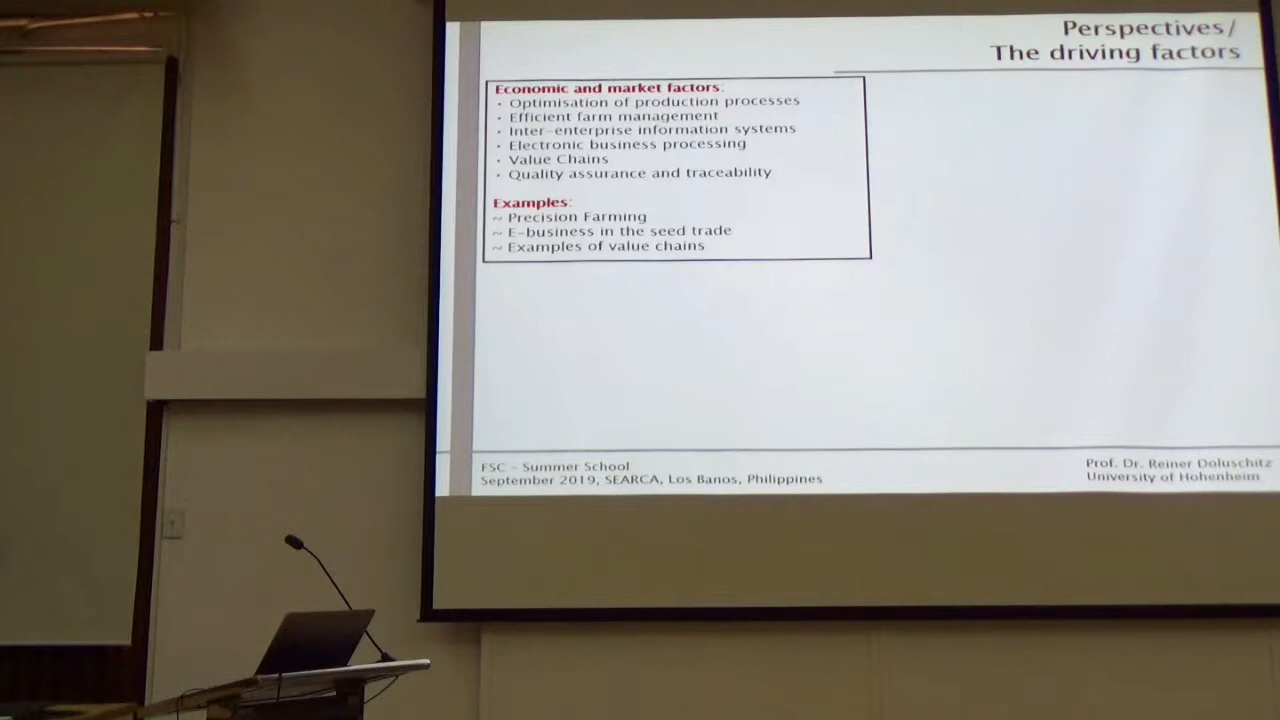 Perspectives/
The driving factors
Economic and market factors:
• Optimisation of production processes
• Efficient farm management
• Inter-enterprise information systems
• Electronic business processing
• Value Chains
• Quality assurance and traceability
Examples:
~ Precision Farming
~ E-business in the seed trade
~ Examples of value chains
FSC – Summer School
September 2019, SEARCA, Los Banos, Philippines
Prof. Dr. Reiner Doluschitz
University of Hohenheim